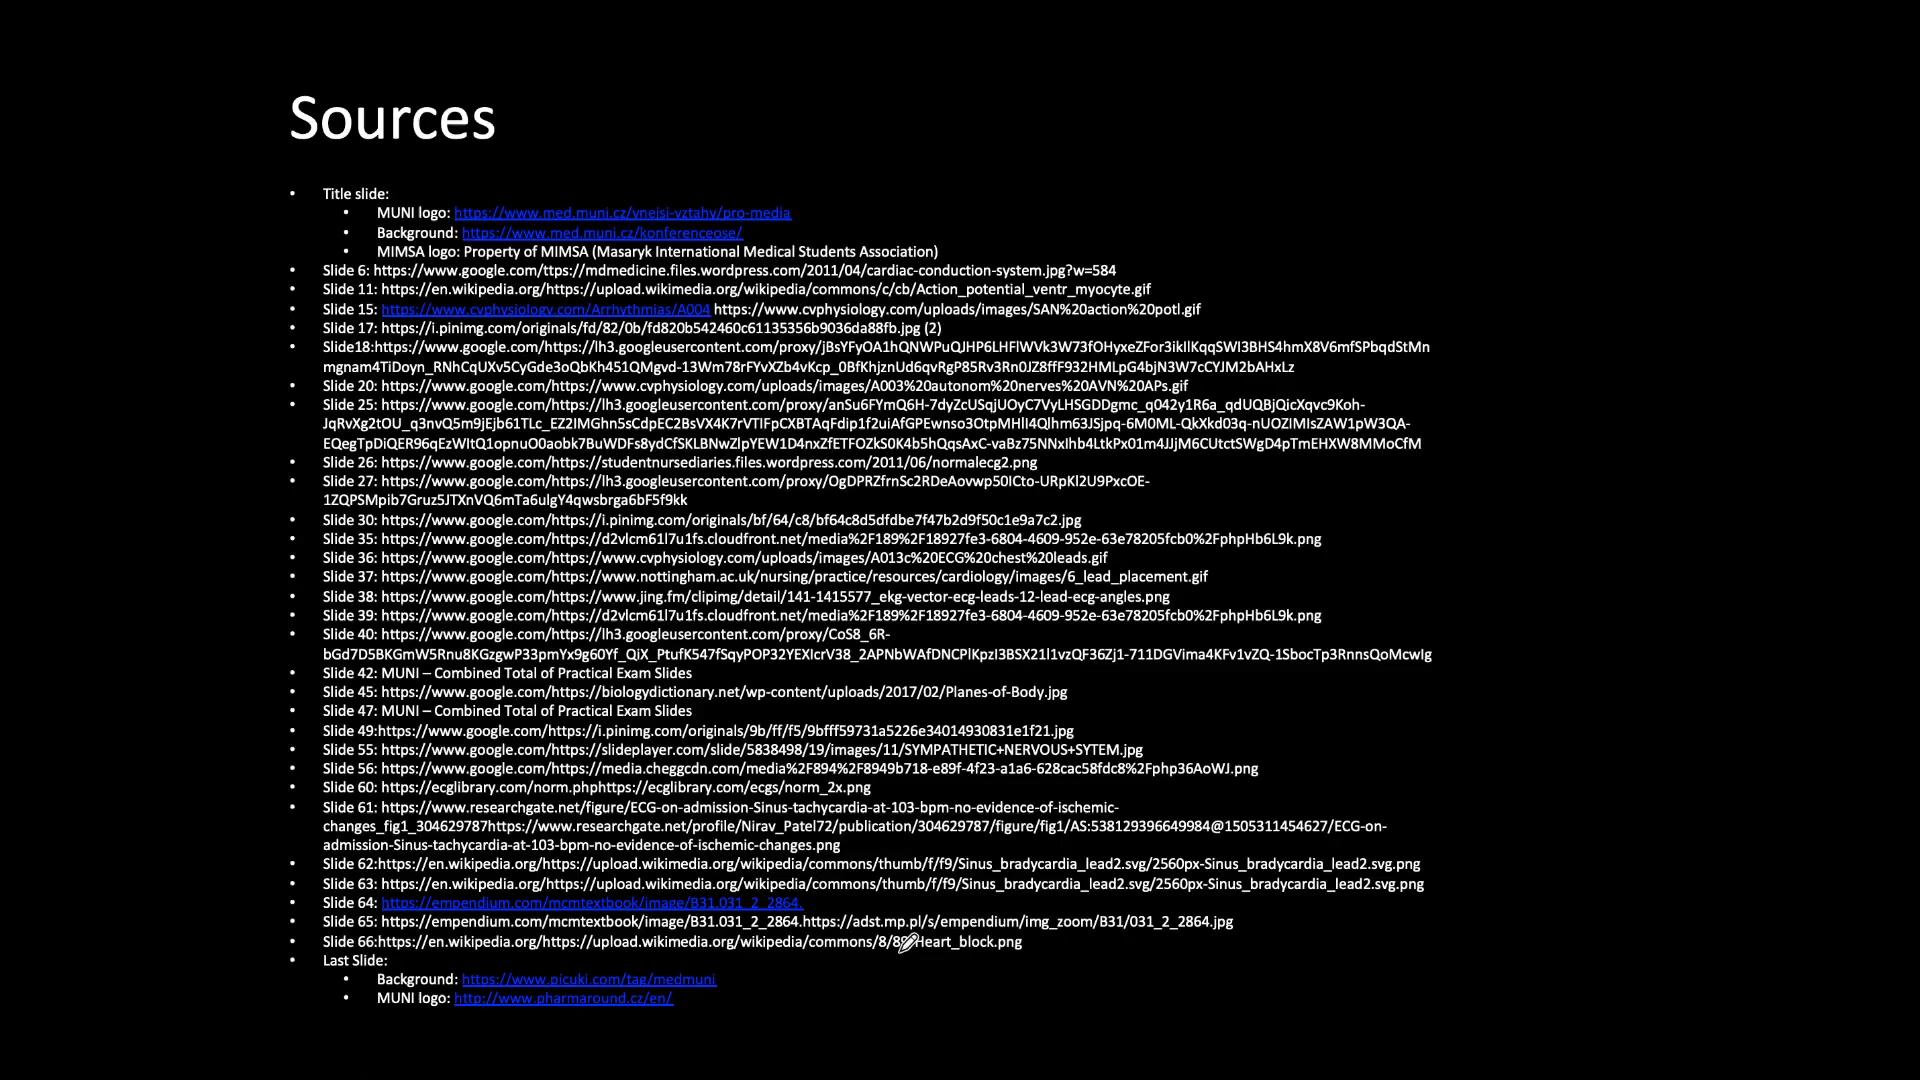 Sources
• Title slide:
• MUNI logo: https://www.med.muni.cz/vnejsi-vztahy/pro-media
• Background: https://www.med.muni.cz/konferenceose/
• MIMSA logo: Property of MIMSA (Masaryk International Medical Students Association)
• Slide 6: https://www.google.com/ttps://mdmedicine.files.wordpress.com/2011/04/cardiac-conduction-system.jpg?w=584
• Slide 11: https://en.wikipedia.org/https://upload.wikimedia.org/wikipedia/commons/c/cb/Action_potential_ventr_myocyte.gif
• Slide 15: https://www.cvphysiology.com/Arrhythmias/A004 https://www.cvphysiology.com/uploads/images/SAN%20action%20potl.gif
• Slide 17: https://i.pinimg.com/originals/fd/82/0b/fd820b542460c61135356b9036da88fb.jpg (2)
• Slide18:https://www.google.com/https://lh3.googleusercontent.com/proxy/jBsYFyOA1hQNWPuQJHP6LHFlWVk3W73fOHyxeZFor3ikIlKqqSWI3BHS4hmX8V6mfSPbqdStMn
mgnam4TiDoyn_RNhCqUXv5CyGde3oQbKh451QMgvd-13Wm78rFYvXZb4vKcp_0BfKhjznUd6qvRgP85Rv3Rn0JZ8ffF932HMLpG4bjN3W7cCYJM2bAHxLz
• Slide 20: https://www.google.com/https://www.cvphysiology.com/uploads/images/A003%20autonom%20nerves%20AVN%20APs.gif
• Slide 25: https://www.google.com/https://lh3.googleusercontent.com/proxy/anSu6FYmQ6H-7dyZcUSqjUOyC7VyLHSGDDgmc_q042y1R6a_qdUQBjQicXqvc9Koh-
JqRvXg2tOU_q3nvQ5m9jEjb61TLc_EZ2IMGhn5sCdpEC2BsVX4K7rVTIFpCXBTAqFdip1f2uiAfGPEwnso3OtpMHlI4Qlhm63JSjpq-6M0ML-QkXkd03q-nUOZIMIsZAW1pW3QA-
EQegTpDiQER96qEzWItQ1opnuO0aobk7BuWDFs8ydCfSKLBNwZlpYEW1D4nxZfETFOZkS0K4b5hQqsAxC-vaBz75NNxIhb4LtkPx01m4JJjM6CUtctSWgD4pTmEHXW8MMoCfM
• Slide 26: https://www.google.com/https://studentnursediaries.files.wordpress.com/2011/06/normalecg2.png
• Slide 27: https://www.google.com/https://lh3.googleusercontent.com/proxy/OgDPRZfrnSc2RDeAovwp50ICto-URpKl2U9PxcOE-
1ZQPSMpib7Gruz5JTXnVQ6mTa6ulgY4qwsbrga6bF5f9kk
• Slide 30: https://www.google.com/https://i.pinimg.com/originals/bf/64/c8/bf64c8d5dfdbe7f47b2d9f50c1e9a7c2.jpg
• Slide 35: https://www.google.com/https://d2vlcm61l7u1fs.cloudfront.net/media%2F189%2F18927fe3-6804-4609-952e-63e78205fcb0%2FphpHb6L9k.png
• Slide 36: https://www.google.com/https://www.cvphysiology.com/uploads/images/A013c%20ECG%20chest%20leads.gif
• Slide 37: https://www.google.com/https://www.nottingham.ac.uk/nursing/practice/resources/cardiology/images/6_lead_placement.gif
• Slide 38: https://www.google.com/https://www.jing.fm/clipimg/detail/141-1415577_ekg-vector-ecg-leads-12-lead-ecg-angles.png
• Slide 39: https://www.google.com/https://d2vlcm61l7u1fs.cloudfront.net/media%2F189%2F18927fe3-6804-4609-952e-63e78205fcb0%2FphpHb6L9k.png
• Slide 40: https://www.google.com/https://lh3.googleusercontent.com/proxy/CoS8_6R-
bGd7D5BKGmW5Rnu8KGzgwP33pmYx9g60Yf_QiX_PtufK547fSqyPOP32YEXIcrV38_2APNbWAfDNCPlKpzI3BSX21l1vzQF36Zj1-711DGVima4KFv1vZQ-1SbocTp3RnnsQoMcwIg
• Slide 42: MUNI – Combined Total of Practical Exam Slides
• Slide 45: https://www.google.com/https://biologydictionary.net/wp-content/uploads/2017/02/Planes-of-Body.jpg
• Slide 47: MUNI – Combined Total of Practical Exam Slides
• Slide 49:https://www.google.com/https://i.pinimg.com/originals/9b/ff/f5/9bfff59731a5226e34014930831e1f21.jpg
• Slide 55: https://www.google.com/https://slideplayer.com/slide/5838498/19/images/11/SYMPATHETIC+NERVOUS+SYTEM.jpg
• Slide 56: https://www.google.com/https://media.cheggcdn.com/media%2F894%2F8949b718-e89f-4f23-a1a6-628cac58fdc8%2Fphp36AoWJ.png
• Slide 60: https://ecglibrary.com/norm.phphttps://ecglibrary.com/ecgs/norm_2x.png
• Slide 61: https://www.researchgate.net/figure/ECG-on-admission-Sinus-tachycardia-at-103-bpm-no-evidence-of-ischemic-
changes_fig1_304629787https://www.researchgate.net/profile/Nirav_Patel72/publication/304629787/figure/fig1/AS:538129396649984@1505311454627/ECG-on-
admission-Sinus-tachycardia-at-103-bpm-no-evidence-of-ischemic-changes.png
• Slide 62:https://en.wikipedia.org/https://upload.wikimedia.org/wikipedia/commons/thumb/f/f9/Sinus_bradycardia_lead2.svg/2560px-Sinus_bradycardia_lead2.svg.png
• Slide 63: https://en.wikipedia.org/https://upload.wikimedia.org/wikipedia/commons/thumb/f/f9/Sinus_bradycardia_lead2.svg/2560px-Sinus_bradycardia_lead2.svg.png
• Slide 64: https://empendium.com/mcmtextbook/image/B31.031_2_2864.
• Slide 65: https://empendium.com/mcmtextbook/image/B31.031_2_2864.https://adst.mp.pl/s/empendium/img_zoom/B31/031_2_2864.jpg
• Slide 66:https://en.wikipedia.org/https://upload.wikimedia.org/wikipedia/commons/8/89/Heart_block.png
• Last Slide:
• Background: https://www.picuki.com/tag/medmuni
• MUNI logo: http://www.pharmaround.cz/en/